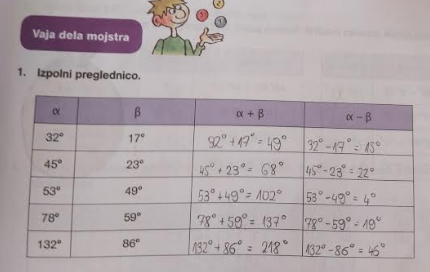 Vaja dela mojstra
1. Izpolni preglednico.
α β α + β α − β
32° 17° 32° + 17° = 49° 32° − 17° = 15°
45° 23° 45° + 23° = 68° 45° − 23° = 22°
53° 49° 53° + 49° = 102° 53° − 49° = 4°
78° 59° 78° + 59° = 137° 78° − 59° = 19°
132° 86° 132° + 86° = 218° 132° − 86° = 46°